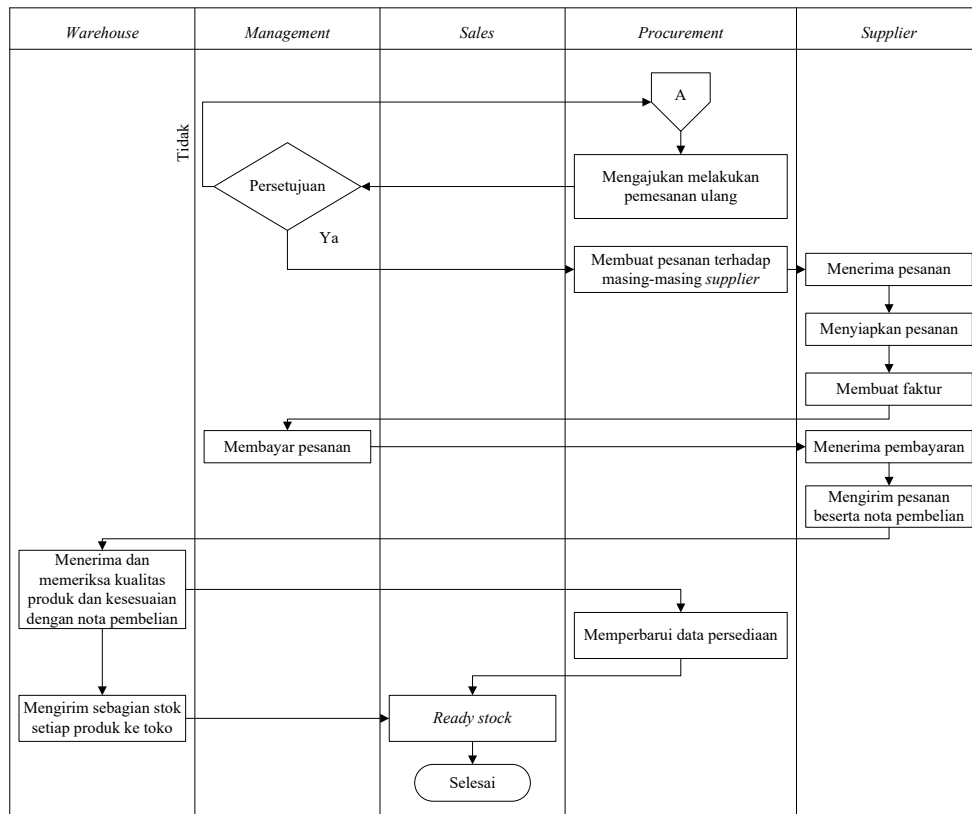 Warehouse
Management
Sales
Procurement
Supplier
A
Tidak
Persetujuan
Mengajukan melakukan
pemesanan ulang
Ya
Membuat pesanan terhadap
masing-masing supplier
Menerima pesanan
Menyiapkan pesanan
Membuat faktur
Membayar pesanan
Menerima pembayaran
Mengirim pesanan
beserta nota pembelian
Menerima dan
memeriksa kualitas
produk dan kesesuaian
dengan nota pembelian
Memperbarui data persediaan
Mengirim sebagian stok
setiap produk ke toko
Ready stock
Selesai